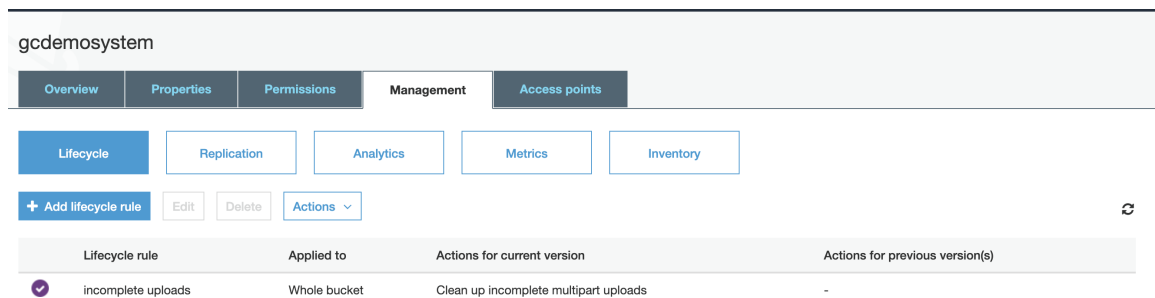 gcdemosystem
Overview Properties Permissions Management Access points
Lifecycle Replication Analytics Metrics Inventory
+ Add lifecycle rule Edit Delete Actions
Lifecycle rule Applied to Actions for current version Actions for previous version(s)
incomplete uploads Whole bucket Clean up incomplete multipart uploads -